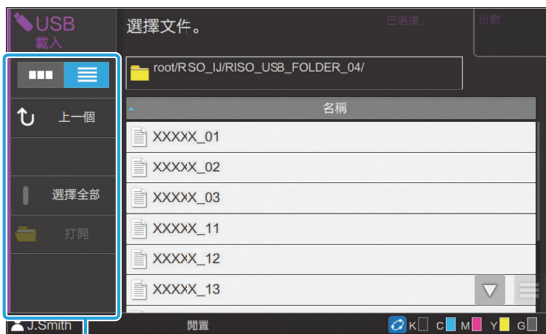 USB
載入
選擇文件。
已選擇:
份數
root/RSO_IJ/RISO_USB_FOLDER_04/
名稱
上一個
選擇全部
打開
XXXXX_01
XXXXX_02
XXXXX_03
XXXXX_11
XXXXX_12
XXXXX_13
J.Smith
閒置
K C M Y G